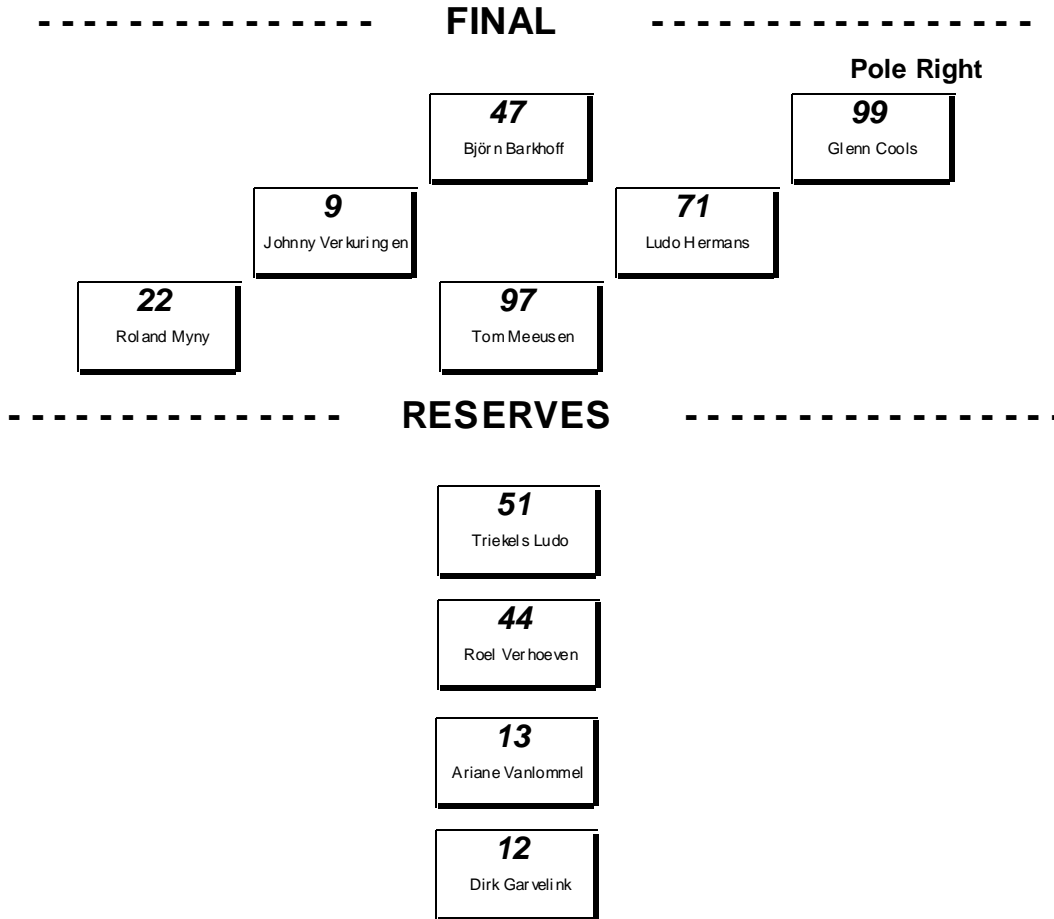 - - - - - - - - - - - - - - - FINAL - - - - - - - - - - - - - - - - -
Pole Right
47
Björn Barkhoff
99
Glenn Cools
9
Johnny Verkuringen
71
Ludo Hermans
22
Roland Myny
97
Tom Meeusen
- - - - - - - - - - - - - - - RESERVES - - - - - - - - - - - - - - - - -
51
Triekels Ludo
44
Roel Verhoeven
13
Ariane Vanlommel
12
Dirk Garvelink